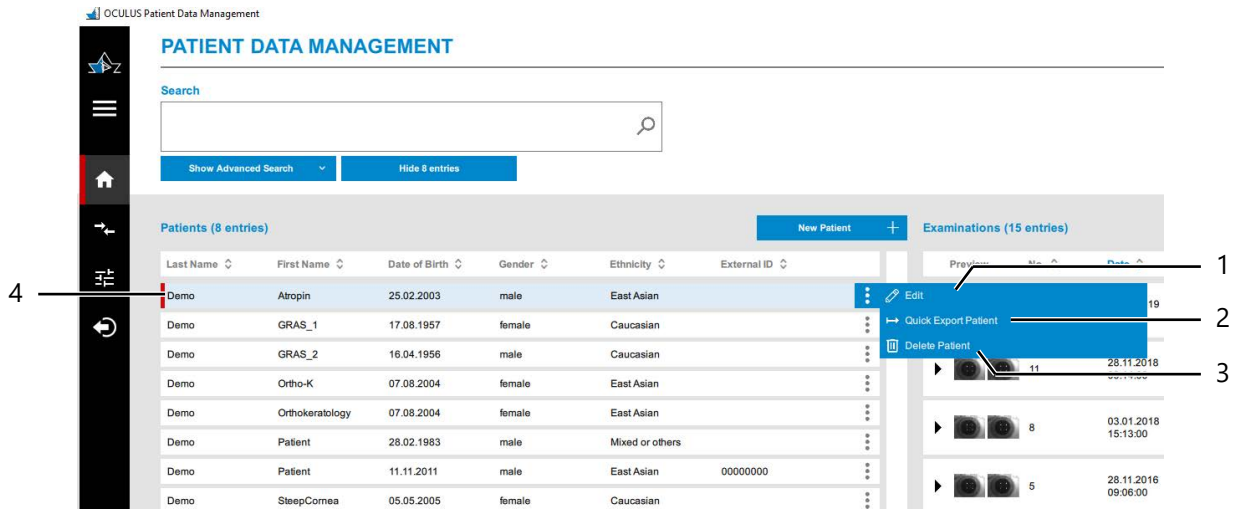 OCULUS Patient Data Management
PATIENT DATA MANAGEMENT
Search
Show Advanced Search Hide 8 entries
Patients (8 entries) New Patient Examinations (15 entries)
Last Name First Name Date of Birth Gender Ethnicity External ID Preview No. Date
1
4 Demo Atropin 25.02.2003 male East Asian Edit 19
Demo GRAS_1 17.08.1957 female Caucasian Quick Export Patient 2
Demo GRAS_2 16.04.1956 male Caucasian Delete Patient 3
11 28.11.2018
Demo Ortho-K 07.08.2004 female East Asian
Demo Orthokeratology 07.08.2004 female East Asian 8 03.01.2018
15:13:00
Demo Patient 28.02.1983 male Mixed or others
Demo Patient 11.11.2011 male East Asian 00000000 5 28.11.2016
09:06:00
Demo SteepCornea 05.05.2005 female Caucasian